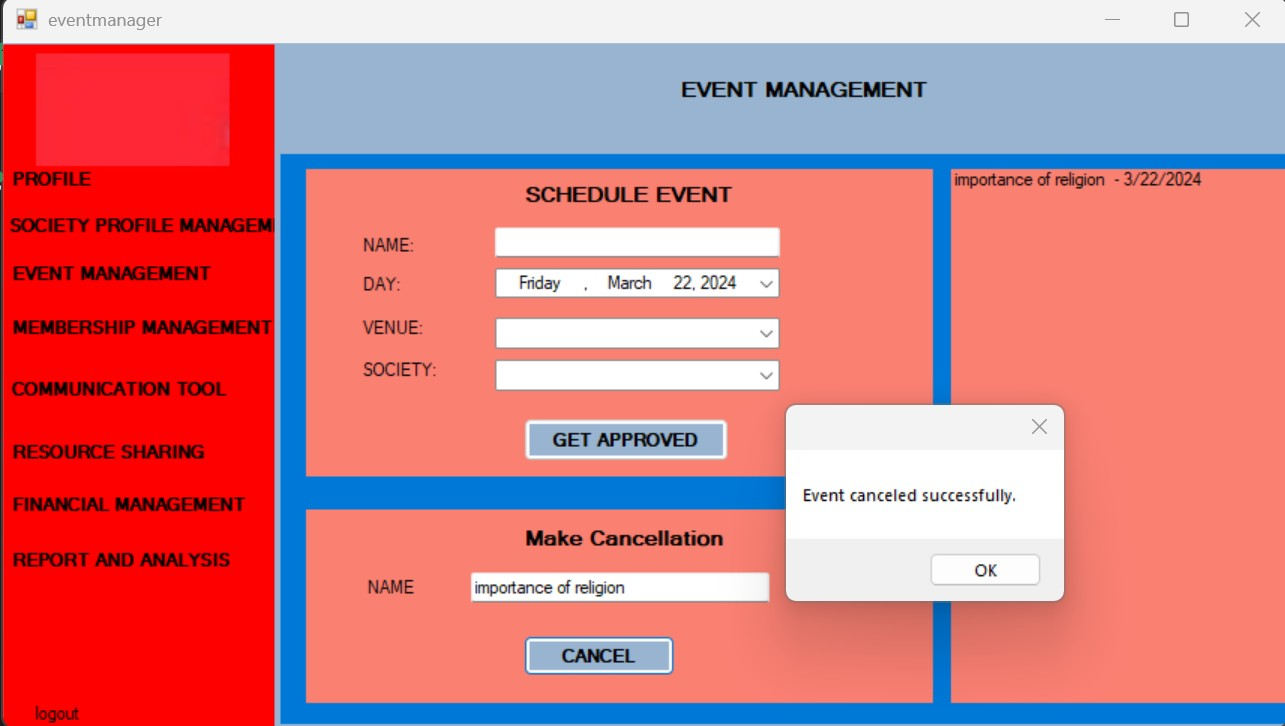 eventmanager
EVENT MANAGEMENT
PROFILE
SOCIETY PROFILE MANAGEM
EVENT MANAGEMENT
MEMBERSHIP MANAGEMENT
COMMUNICATION TOOL
RESOURCE SHARING
FINANCIAL MANAGEMENT
REPORT AND ANALYSIS
logout
SCHEDULE EVENT
NAME:
DAY: Friday , March 22, 2024
VENUE:
SOCIETY:
GET APPROVED
Make Cancellation
NAME importance of religion
CANCEL
importance of religion - 3/22/2024
Event canceled successfully.
OK